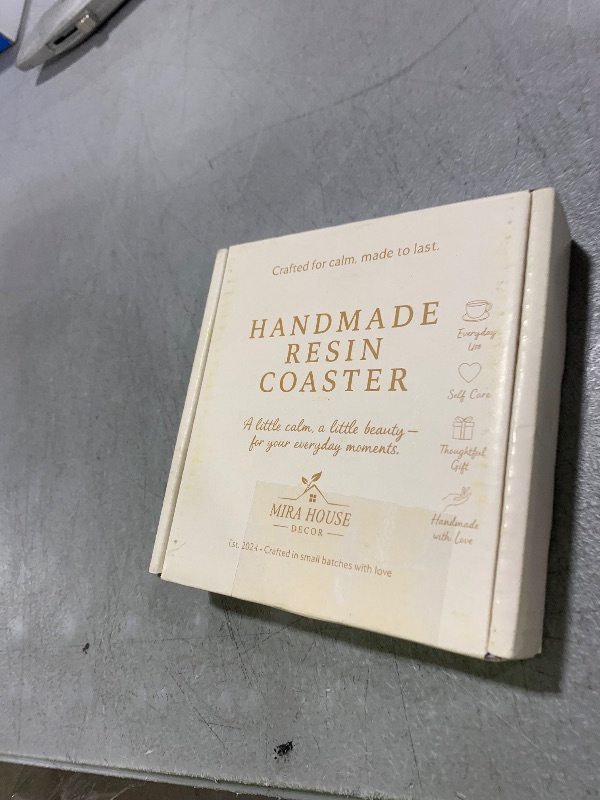 Crafted for calm. made to last.
HANDMADE
RESIN
COASTER
A little calm, a little beauty—
for your everyday moments.
MIRA HOUSE
— DECOR —
Est. 2024 • Crafted in small batches with love
Everyday
Use
Self Care
Thoughtful
Gift
Handmade
with Love